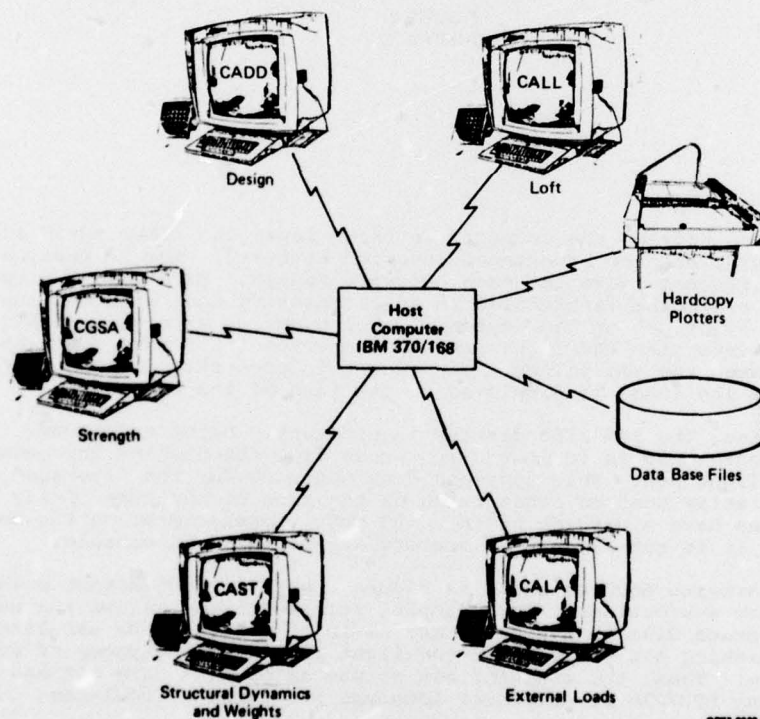 CADD
CALL
Design
Loft
Hardcopy
Plotters
Host
Computer
IBM 370/168
CGSA
Strength
Data Base Files
CAST
CALA
Structural Dynamics
and Weights
External Loads